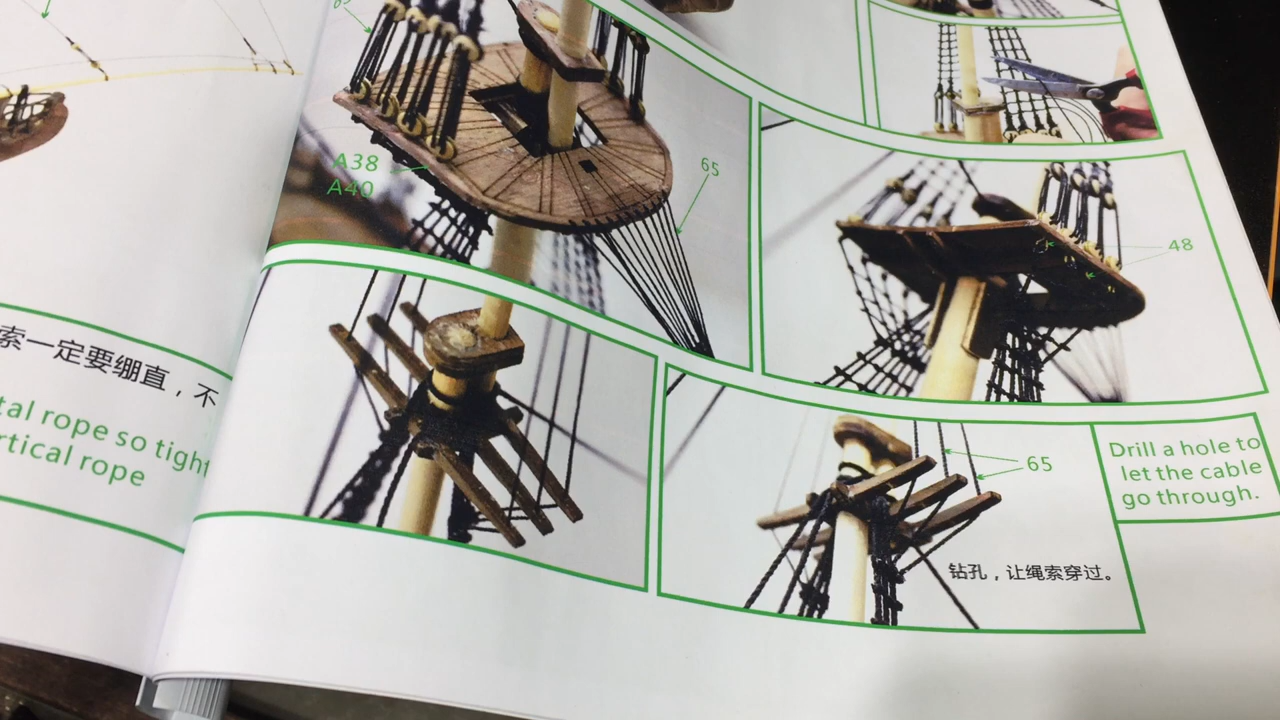 索一定要绷直，不
tal rope so tight
rtical rope
A38
A40
65
48
65
Drill a hole to
let the cable
go through.
钻孔，让绳索穿过。